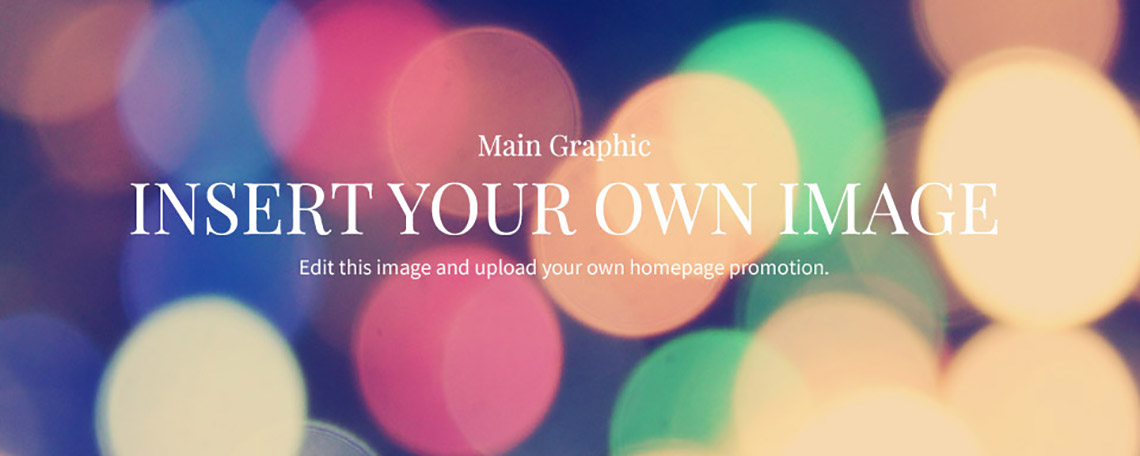 Main Graphic
INSERT YOUR OWN IMAGE
Edit this image and upload your own homepage promotion.